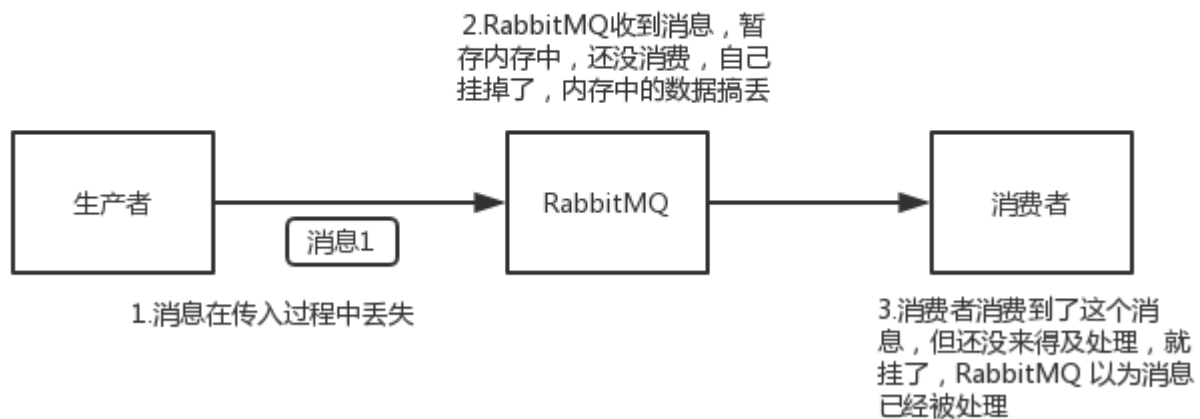 2.RabbitMQ收到消息，暂
存内存中，还没消费，自己
挂掉了，内存中的数据搞丢
生产者
RabbitMQ
消费者
消息1
1.消息在传入过程中丢失
3.消费者消费到了这个消
息，但还没来得及处理，就
挂了，RabbitMQ 以为消息
已经被处理